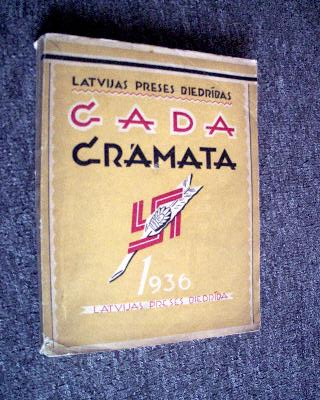 LATVIJAS PRESES BIEDRĪBAS
GADA
GRĀMATA
1936
LATVIJAS PRESES BIEDRĪBA